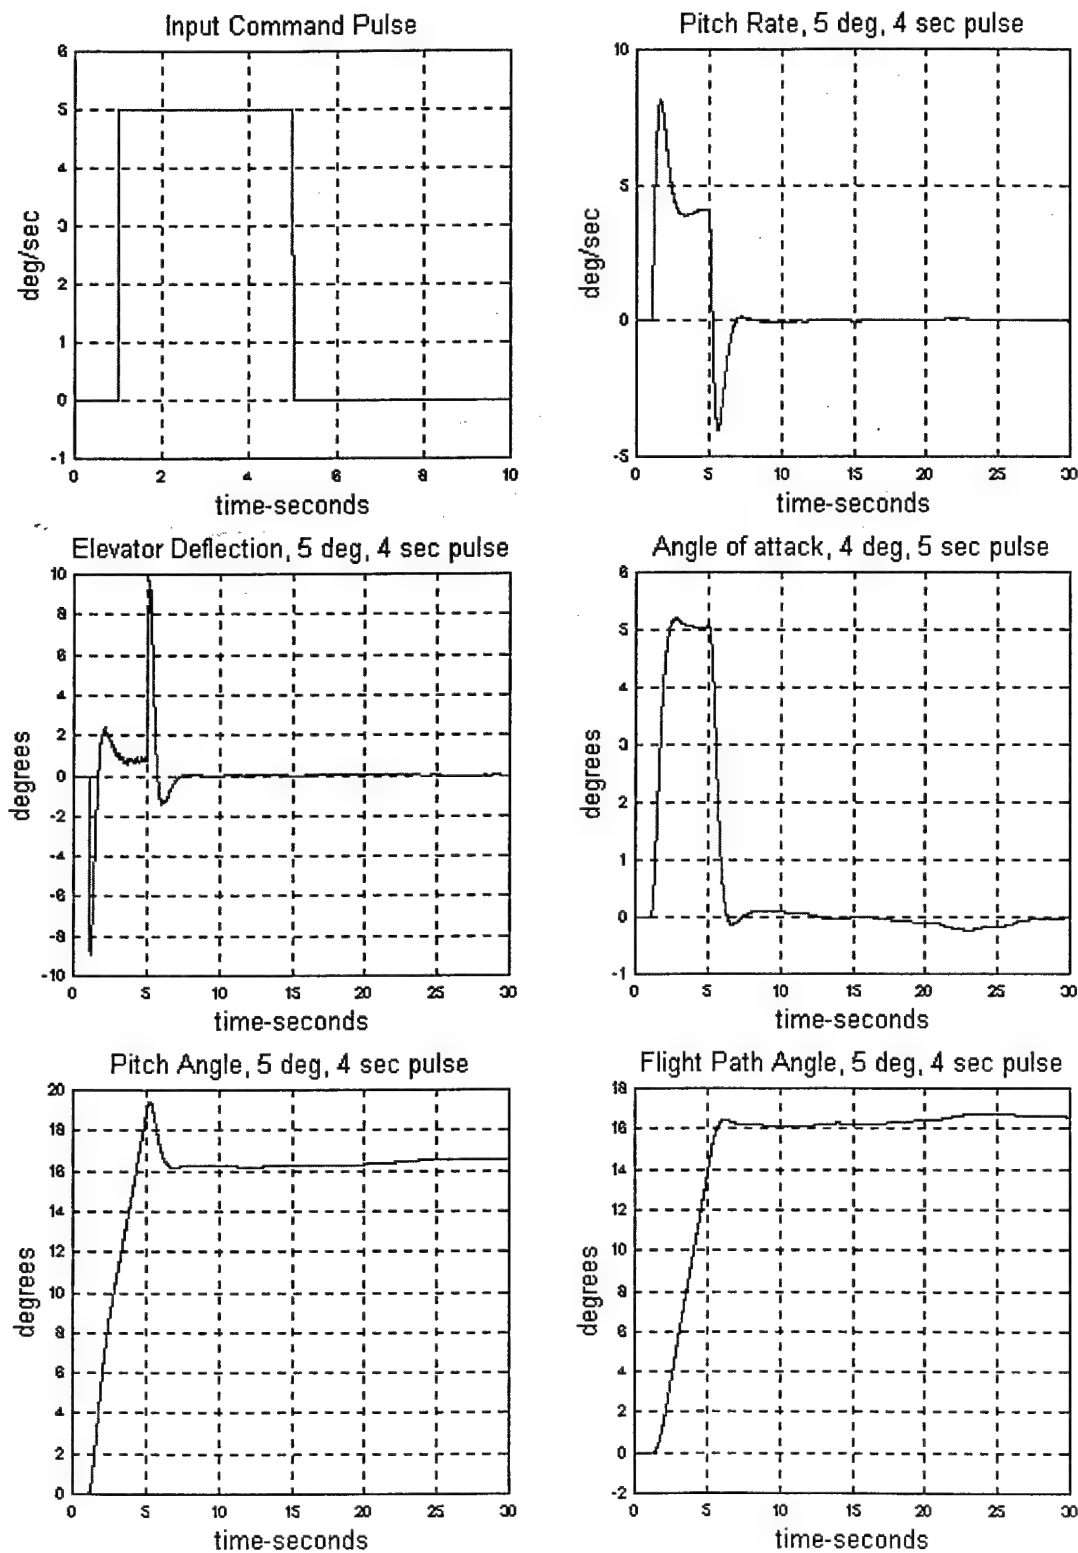 Input Command Pulse
6
5
4
3
2
1
0
-1
deg/sec
0 2 4 6 8 10
time-seconds
Pitch Rate, 5 deg, 4 sec pulse
10
5
0
-5
deg/sec
0 5 10 15 20 25 30
time-seconds
Elevator Deflection, 5 deg, 4 sec pulse
10
8
6
4
2
0
-2
-4
-6
-8
-10
degrees
0 5 10 15 20 25 30
time-seconds
Angle of attack, 4 deg, 5 sec pulse
6
5
4
3
2
1
0
-1
degrees
0 5 10 15 20 25 30
time-seconds
Pitch Angle, 5 deg, 4 sec pulse
20
18
16
14
12
10
8
6
4
2
0
degrees
0 5 10 15 20 25 30
time-seconds
Flight Path Angle, 5 deg, 4 sec pulse
18
16
14
12
10
8
6
4
2
0
-2
degrees
0 5 10 15 20 25 30
time-seconds